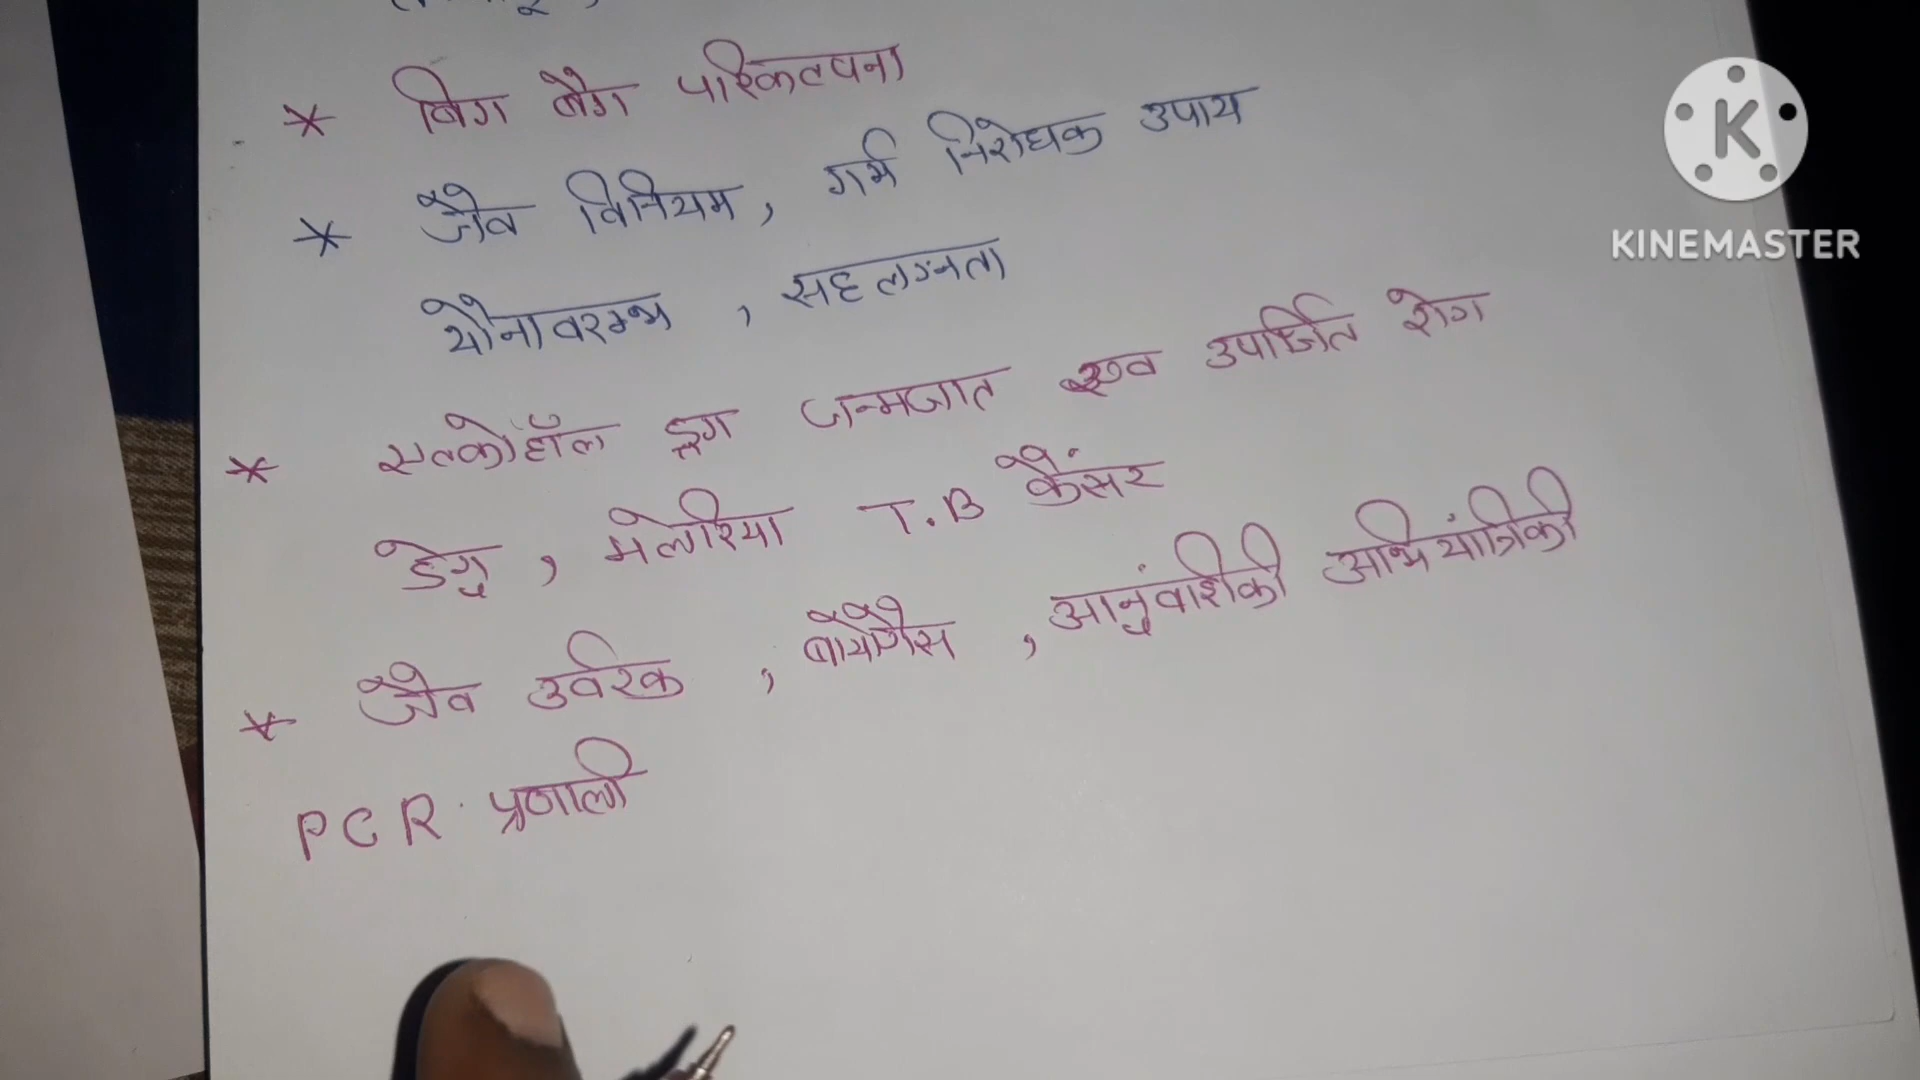 * बिग बैग परिकल्पना
* जैव विनियम, गर्भ निरोधक उपाय
यौनावरम्भ, सहलग्नता
* एल्कोहॉल ड्रग जन्मजात एव उपार्जित रोग
डेगु, मलेरिया T.B कैंसर
* जैव उर्वरक, बायोगैस, आनुंवाशिकी अभियांत्रिकी
PCR प्रणाली
KINEMASTER